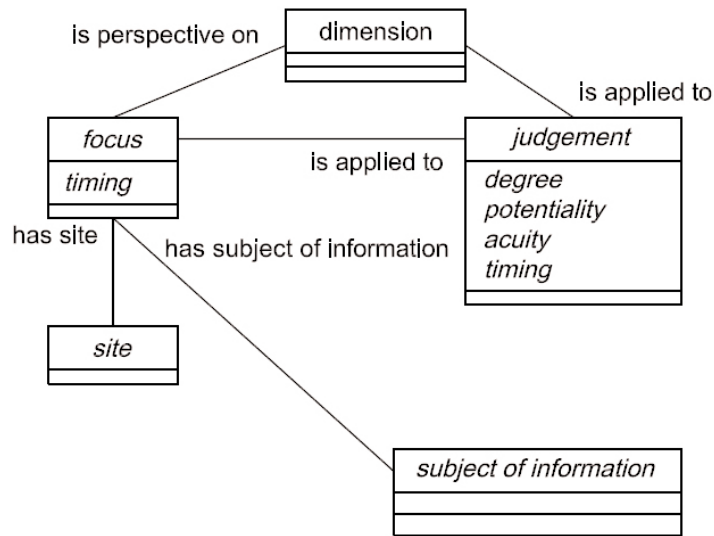 is perspective on
dimension
is applied to
focus
judgement
timing
is applied to
degree
potentiality
acuity
timing
has site
has subject of information
site
subject of information